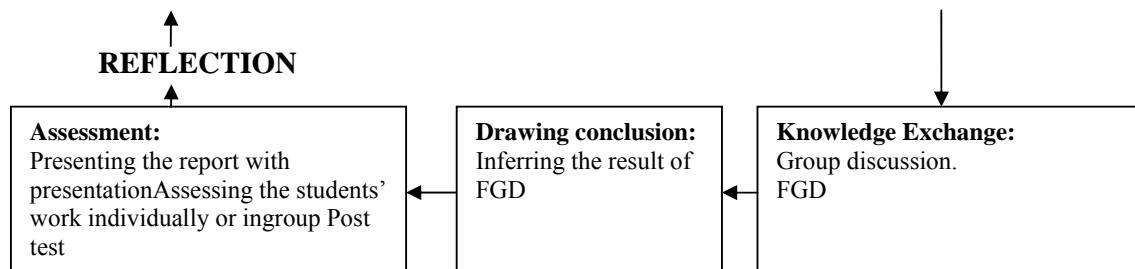 REFLECTION
Assessment:
Presenting the report with
presentationAssessing the students’
work individually or ingroup Post
test
Drawing conclusion:
Inferring the result of
FGD
Knowledge Exchange:
Group discussion.
FGD